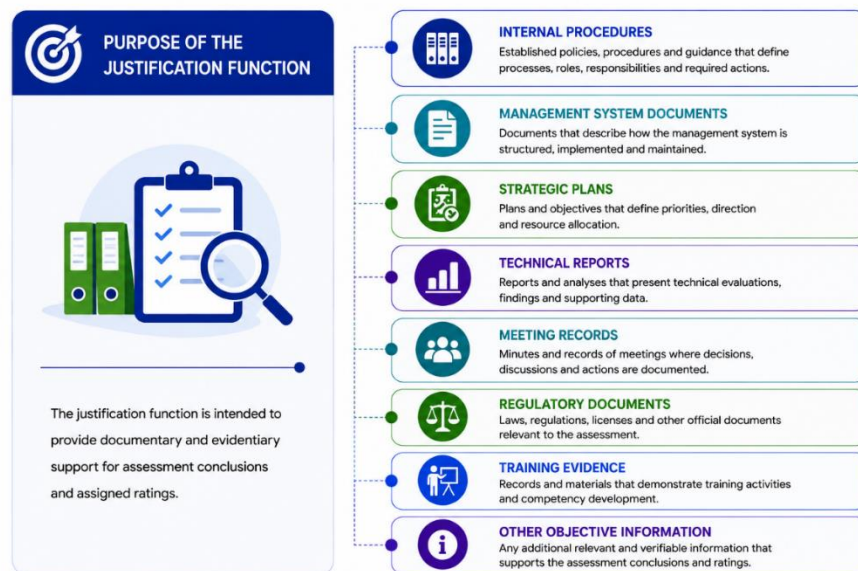 PURPOSE OF THE
JUSTIFICATION FUNCTION
The justification function is intended to
provide documentary and evidentiary
support for assessment conclusions
and assigned ratings.
INTERNAL PROCEDURES
Established policies, procedures and guidance that define
processes, roles, responsibilities and required actions.
MANAGEMENT SYSTEM DOCUMENTS
Documents that describe how the management system is
structured, implemented and maintained.
STRATEGIC PLANS
Plans and objectives that define priorities, direction
and resource allocation.
TECHNICAL REPORTS
Reports and analyses that present technical evaluations,
findings and supporting data.
MEETING RECORDS
Minutes and records of meetings where decisions,
discussions and actions are documented.
REGULATORY DOCUMENTS
Laws, regulations, licenses and other official documents
relevant to the assessment.
TRAINING EVIDENCE
Records and materials that demonstrate training activities
and competency development.
OTHER OBJECTIVE INFORMATION
Any additional relevant and verifiable information that
supports the assessment conclusions and ratings.